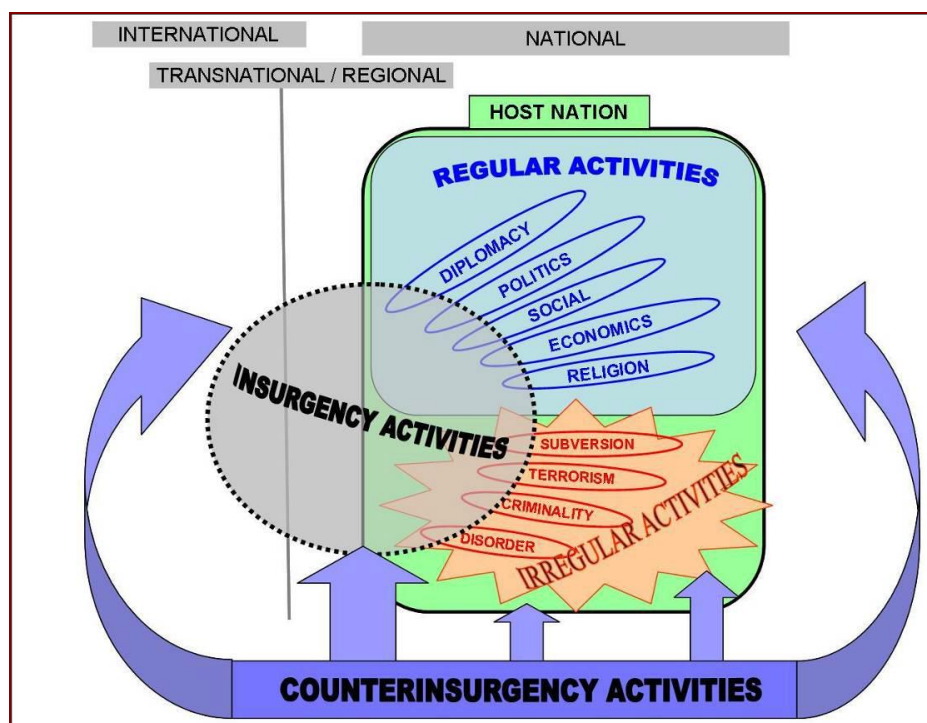 INTERNATIONAL
NATIONAL
TRANSNATIONAL / REGIONAL
HOST NATION
REGULAR ACTIVITIES
DIPLOMACY
POLITICS
SOCIAL
ECONOMICS
RELIGION
INSURGENCY ACTIVITIES
SUBVERSION
TERRORISM
CRIMINALITY
DISORDER
IRREGULAR ACTIVITIES
COUNTERINSURGENCY ACTIVITIES